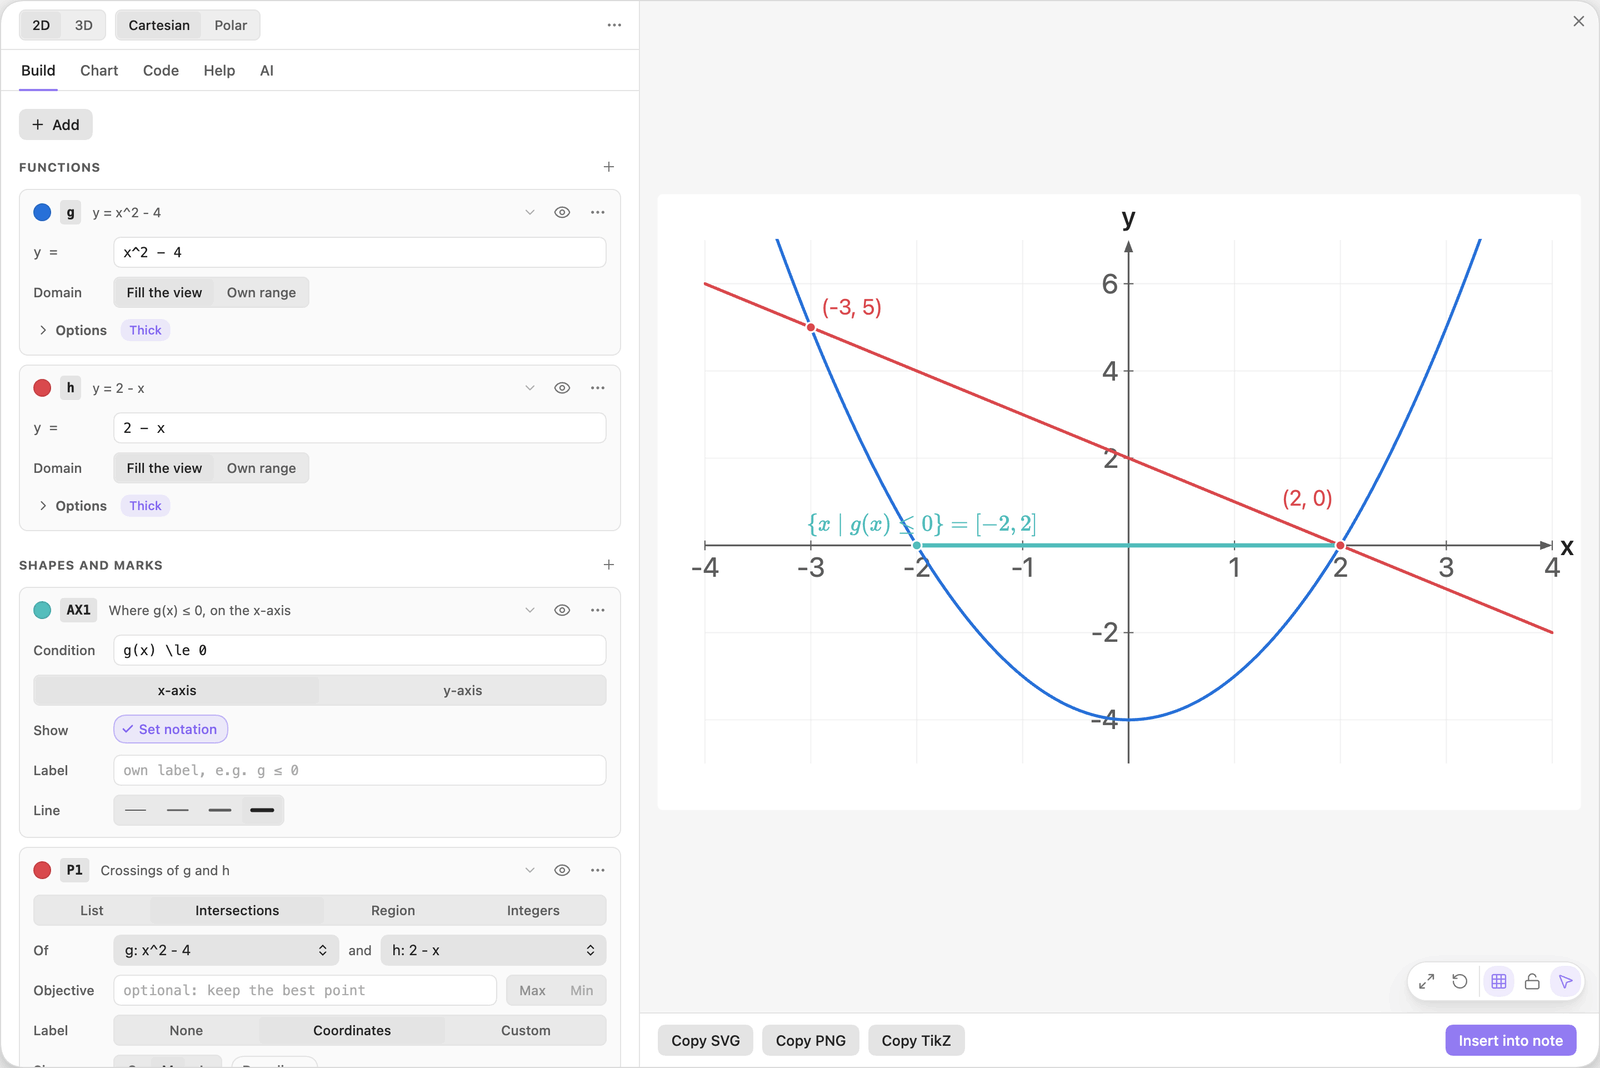 2D 3D Cartesian Polar
Build Chart Code Help AI
+ Add
FUNCTIONS
g y = x^2 - 4
y = x^2 − 4
Domain Fill the view Own range
Options Thick
h y = 2 - x
y = 2 − x
Domain Fill the view Own range
Options Thick
SHAPES AND MARKS
AX1 Where g(x) ≤ 0, on the x-axis
Condition g(x) \le 0
x-axis y-axis
Show Set notation
Label own label, e.g. g ≤ 0
Line
P1 Crossings of g and h
List Intersections Region Integers
Of g: x^2 - 4 and h: 2 - x
Objective optional: keep the best point Max Min
Label None Coordinates Custom
y
6
(-3, 5)
4
2
(2, 0)
{x | g(x) ≤ 0} = [−2, 2]
x
-4 -3 -2 -1 1 2 3 4
-2
-4
Copy SVG Copy PNG Copy TikZ Insert into note